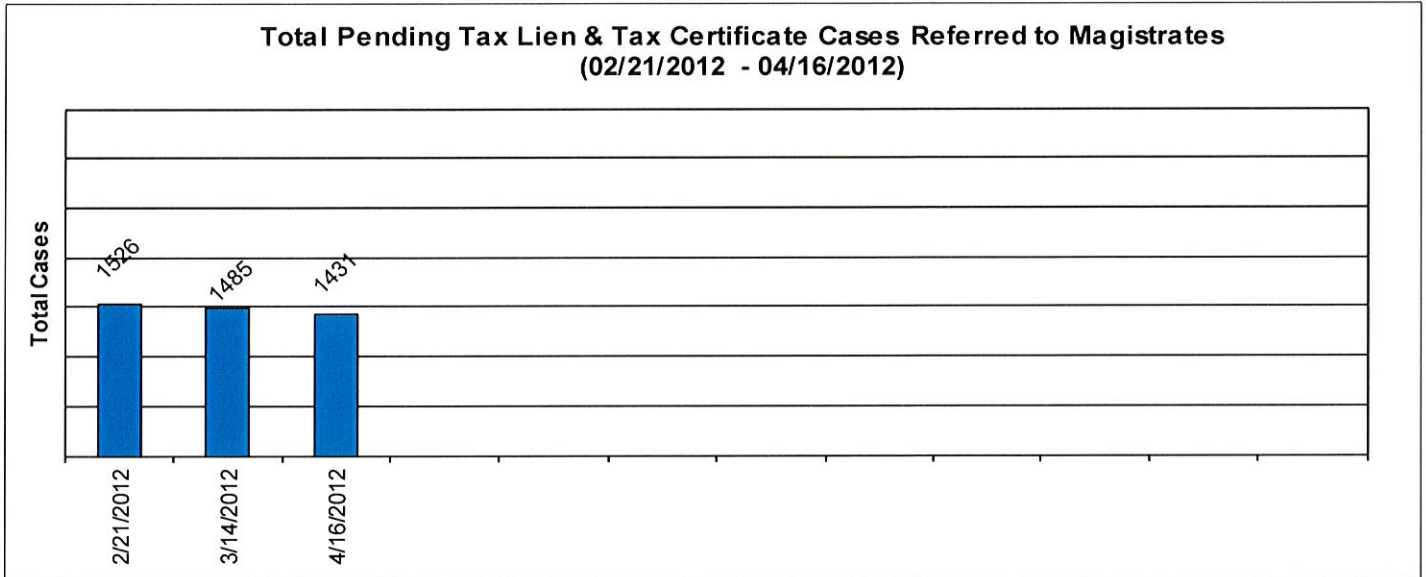 Total Pending Tax Lien & Tax Certificate Cases Referred to Magistrates
(02/21/2012 - 04/16/2012)
Total Cases
1526
1485
1431
2/21/2012
3/14/2012
4/16/2012